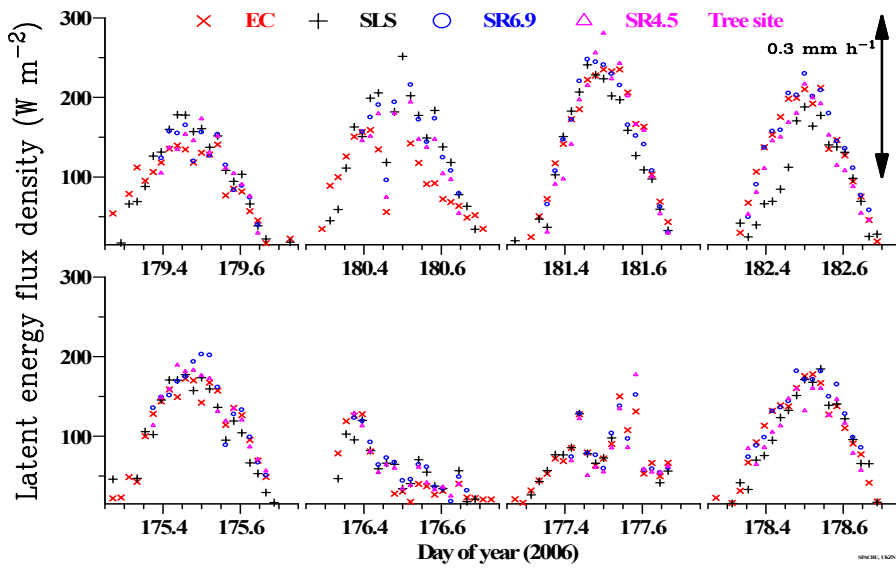 EC SLS SR6.9 SR4.5 Tree site
0.3 mm h⁻¹
Latent energy flux density (W m⁻²)
300
200
100
179.4 179.6 180.4 180.6 181.4 181.6 182.4 182.6
300
200
100
175.4 175.6 176.4 176.6 177.4 177.6 178.4 178.6
Day of year (2006)
SPACRU, UKZN